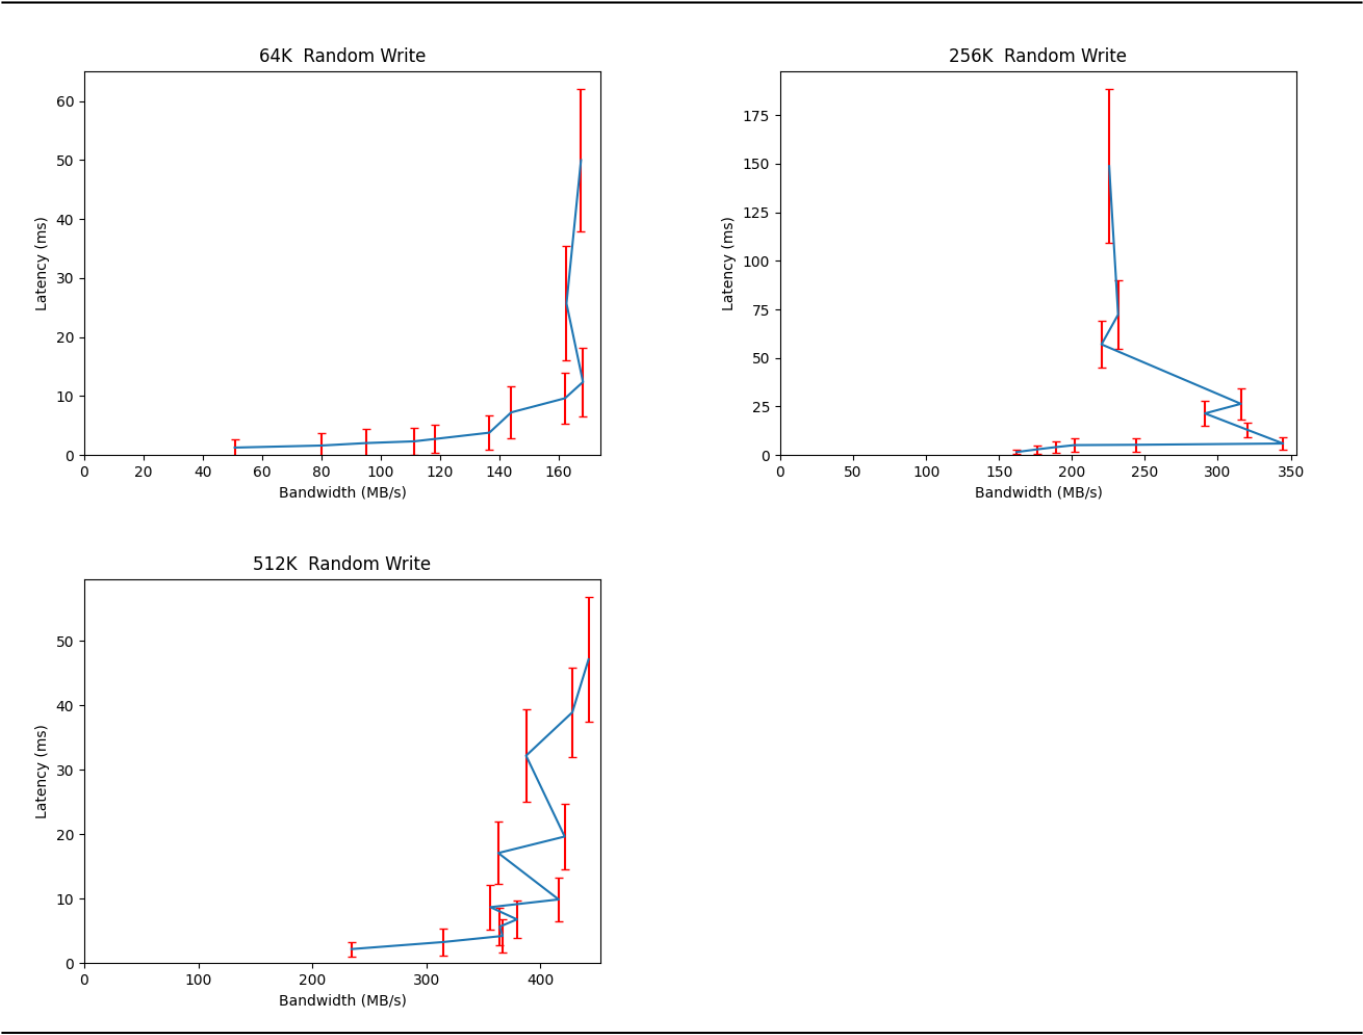 64K  Random Write
60
50
40
30
20
10
0
Latency (ms)
0 20 40 60 80 100 120 140 160
Bandwidth (MB/s)
256K  Random Write
175
150
125
100
75
50
25
0
Latency (ms)
0 50 100 150 200 250 300 350
Bandwidth (MB/s)
512K  Random Write
50
40
30
20
10
0
Latency (ms)
0 100 200 300 400
Bandwidth (MB/s)